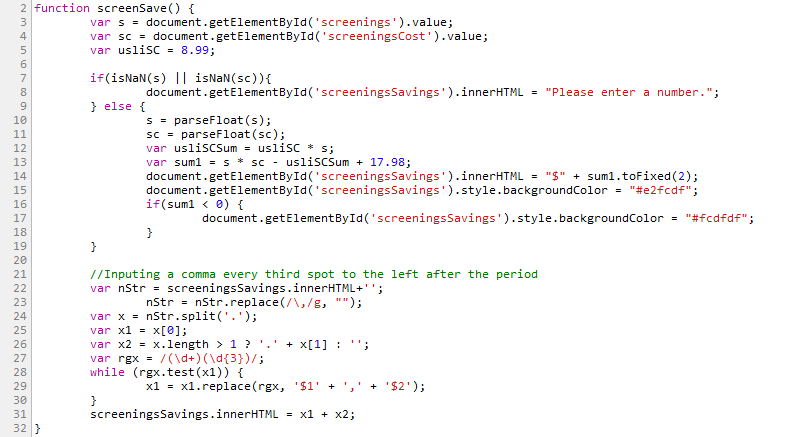 2 function screenSave() {
3 var s = document.getElementById('screenings').value;
4 var sc = document.getElementById('screeningsCost').value;
5 var usliSC = 8.99;
6
7 if(isNaN(s) || isNaN(sc)){
8 document.getElementById('screeningsSavings').innerHTML = "Please enter a number.";
9 } else {
10 s = parseFloat(s);
11 sc = parseFloat(sc);
12 var usliSCSum = usliSC * s;
13 var sum1 = s * sc - usliSCSum + 17.98;
14 document.getElementById('screeningsSavings').innerHTML = "$" + sum1.toFixed(2);
15 document.getElementById('screeningsSavings').style.backgroundColor = "#e2fcdf";
16 if(sum1 < 0) {
17 document.getElementById('screeningsSavings').style.backgroundColor = "#fcdfdf";
18 }
19 }
20
21 //Inputing a comma every third spot to the left after the period
22 var nStr = screeningsSavings.innerHTML+'';
23 nStr = nStr.replace(/\,/g, "");
24 var x = nStr.split('.');
25 var x1 = x[0];
26 var x2 = x.length > 1 ? '.' + x[1] : '';
27 var rgx = /(\d+)(\d{3})/;
28 while (rgx.test(x1)) {
29 x1 = x1.replace(rgx, '$1' + ',' + '$2');
30 }
31 screeningsSavings.innerHTML = x1 + x2;
32 }